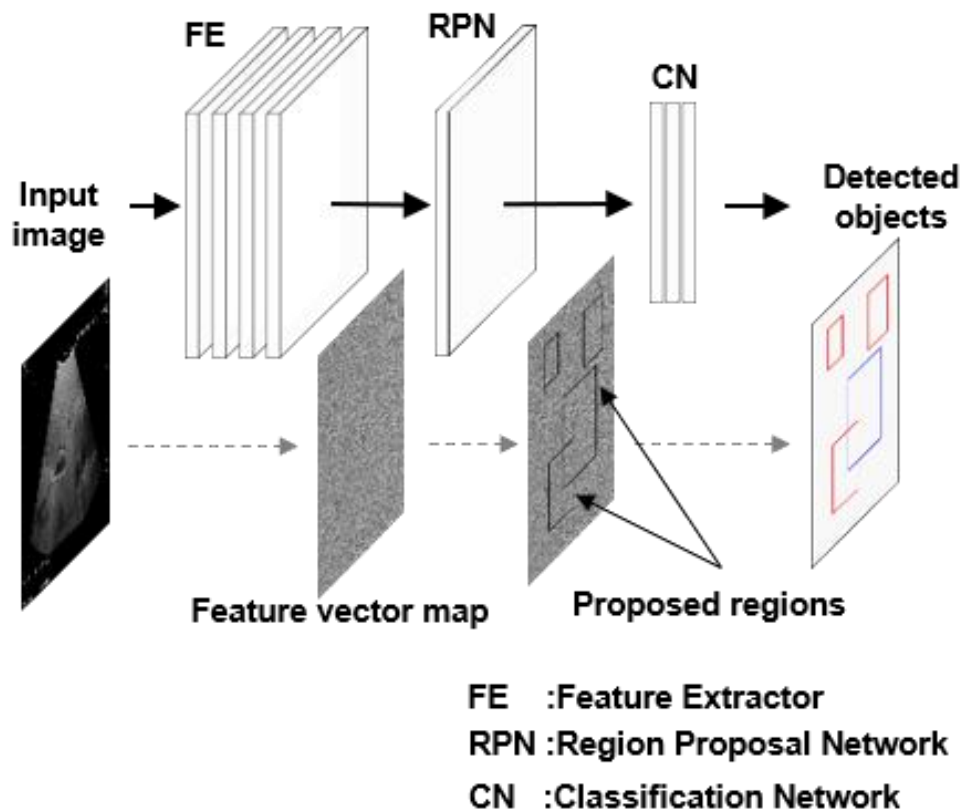 FE
RPN
CN
Input
image
Detected
objects
Feature vector map
Proposed regions
FE :Feature Extractor
RPN :Region Proposal Network
CN :Classification Network